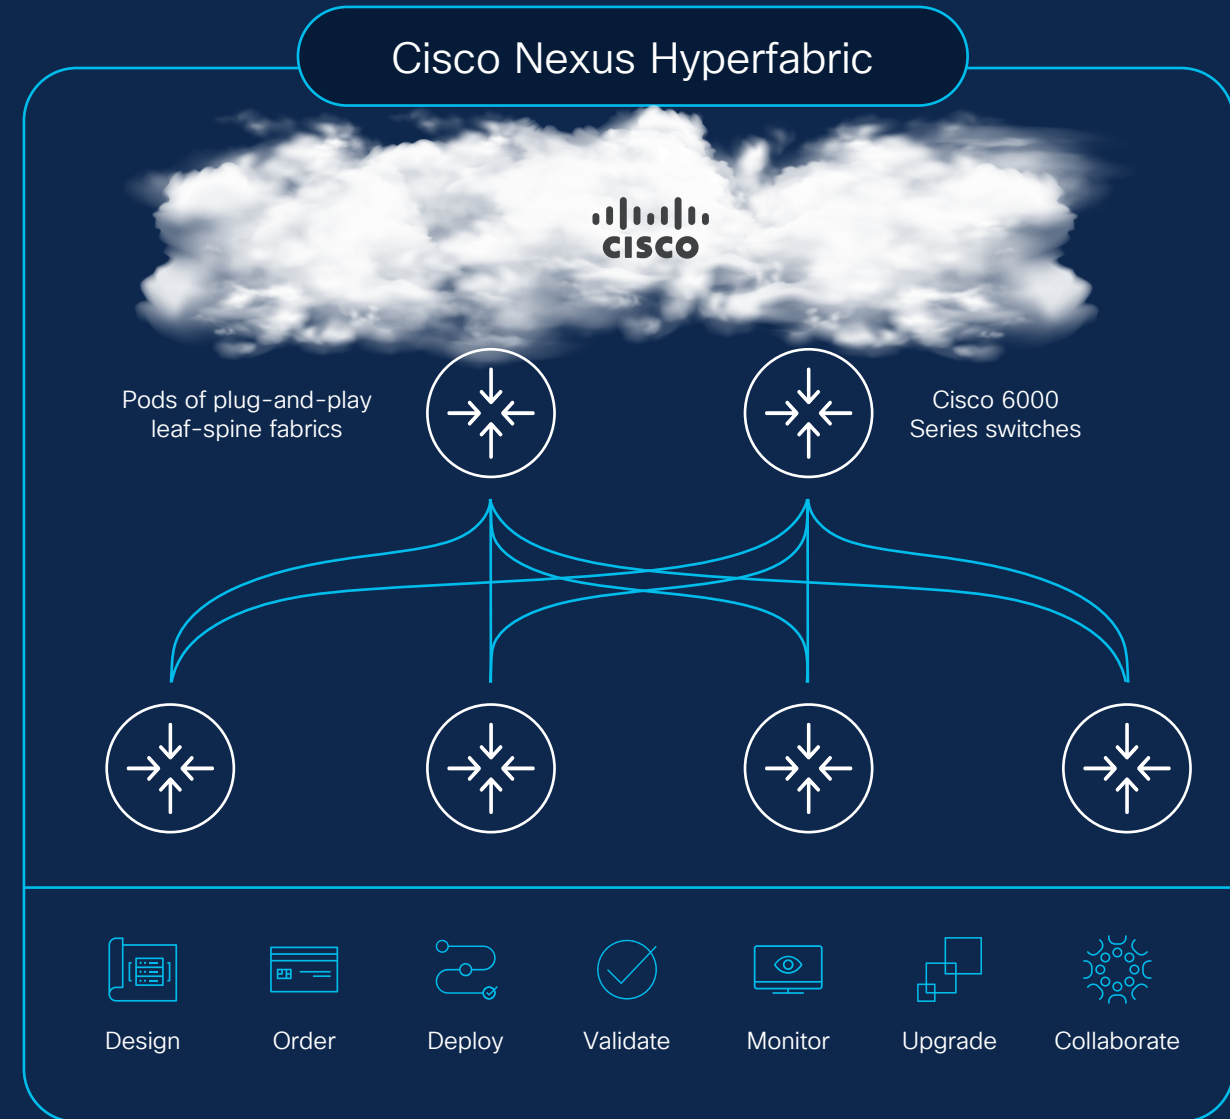 Cisco Nexus Hyperfabric
CISCO
Pods of plug-and-play
leaf-spine fabrics
Cisco 6000
Series switches
Design
Order
Deploy
Validate
Monitor
Upgrade
Collaborate